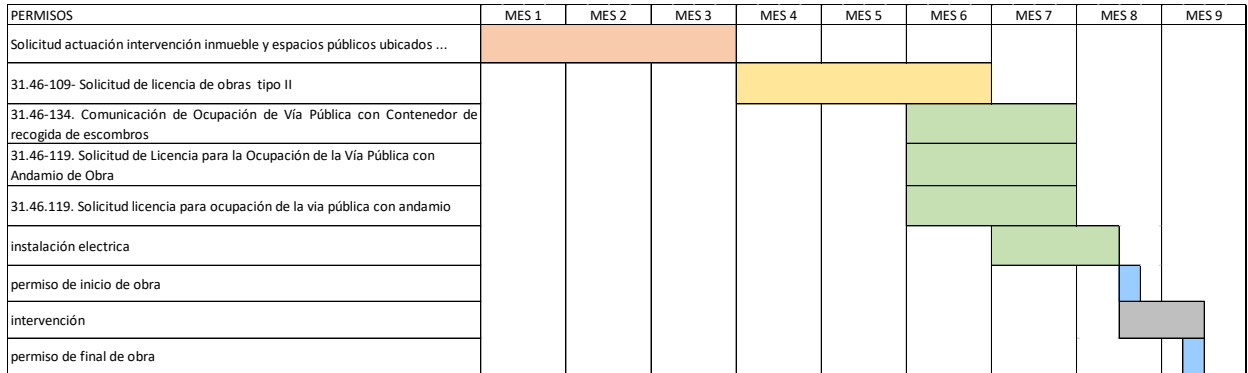 PERMISOS MES 1 MES 2 MES 3 MES 4 MES 5 MES 6 MES 7 MES 8 MES 9
Solicitud actuación intervención inmueble y espacios públicos ubicados ...
31.46-109- Solicitud de licencia de obras tipo II
31.46-134. Comunicación de Ocupación de Vía Pública con Contenedor de
recogida de escombros
31.46-119. Solicitud de Licencia para la Ocupación de la Vía Pública con
Andamio de Obra
31.46.119. Solicitud licencia para ocupación de la via pública con andamio
instalación electrica
permiso de inicio de obra
intervención
permiso de final de obra